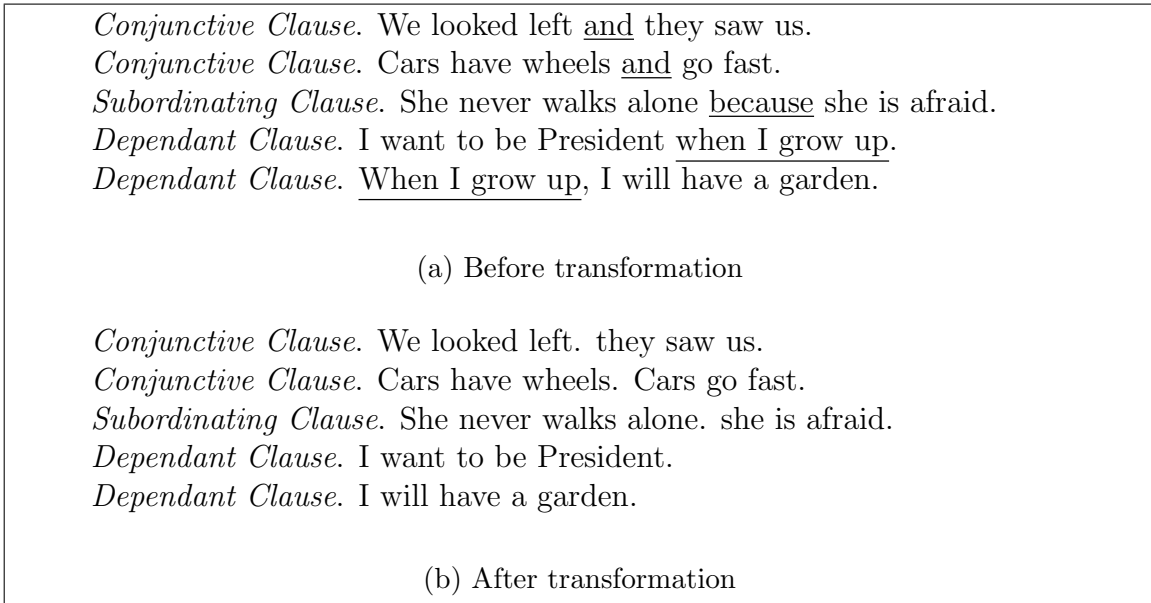 Conjunctive Clause. We looked left and they saw us.
Conjunctive Clause. Cars have wheels and go fast.
Subordinating Clause. She never walks alone because she is afraid.
Dependant Clause. I want to be President when I grow up.
Dependant Clause. When I grow up, I will have a garden.
(a) Before transformation
Conjunctive Clause. We looked left. they saw us.
Conjunctive Clause. Cars have wheels. Cars go fast.
Subordinating Clause. She never walks alone. she is afraid.
Dependant Clause. I want to be President.
Dependant Clause. I will have a garden.
(b) After transformation